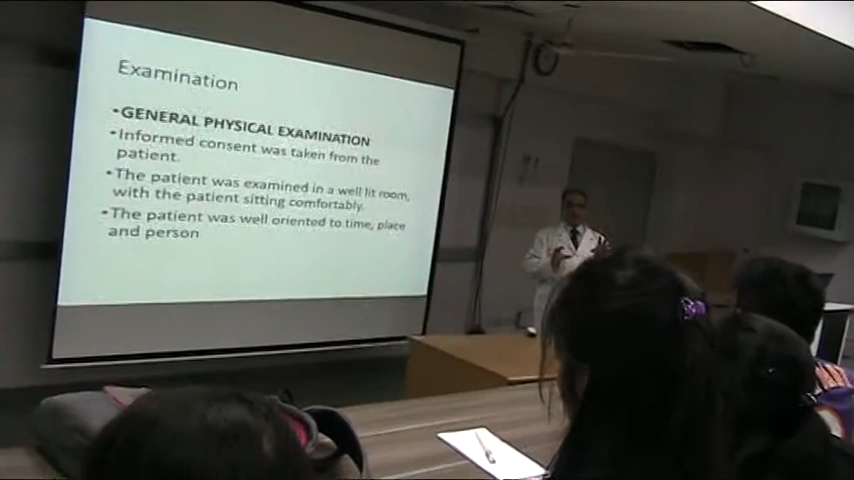 Examination
•GENERAL PHYSICAL EXAMINATION
•Informed consent was taken from the
patient.
•The patient was examined in a well lit room,
with the patient sitting comfortably.
•The patient was well oriented to time, place
and person